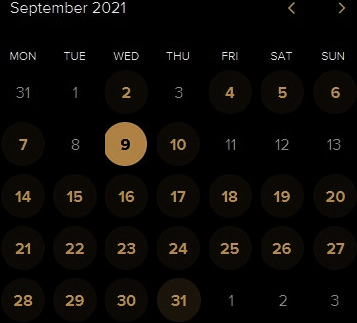 September 2021
MON TUE WED THU FRI SAT SUN
31 1 2 3 4 5 6
7 8 9 10 11 12 13
14 15 16 17 18 19 20
21 22 23 24 25 26 27
28 29 30 31 1 2 3